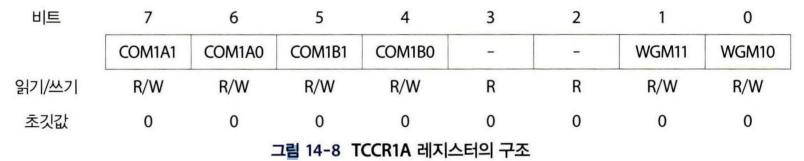 비트 7 6 5 4 3 2 1 0
COM1A1 COM1A0 COM1B1 COM1B0 – – WGM11 WGM10
읽기/쓰기 R/W R/W R/W R/W R R R/W R/W
초깃값 0 0 0 0 0 0 0 0
그림 14-8 TCCR1A 레지스터의 구조